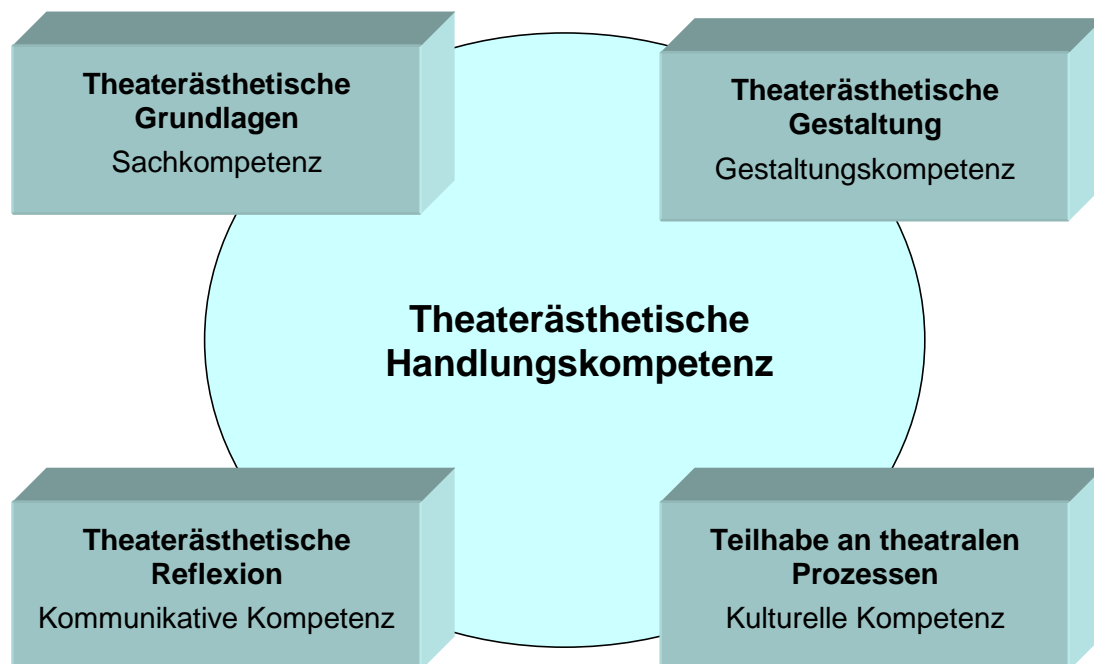 Theaterästhetische
Grundlagen
Sachkompetenz
Theaterästhetische
Gestaltung
Gestaltungskompetenz
Theaterästhetische
Handlungskompetenz
Theaterästhetische
Reflexion
Kommunikative Kompetenz
Teilhabe an theatralen
Prozessen
Kulturelle Kompetenz